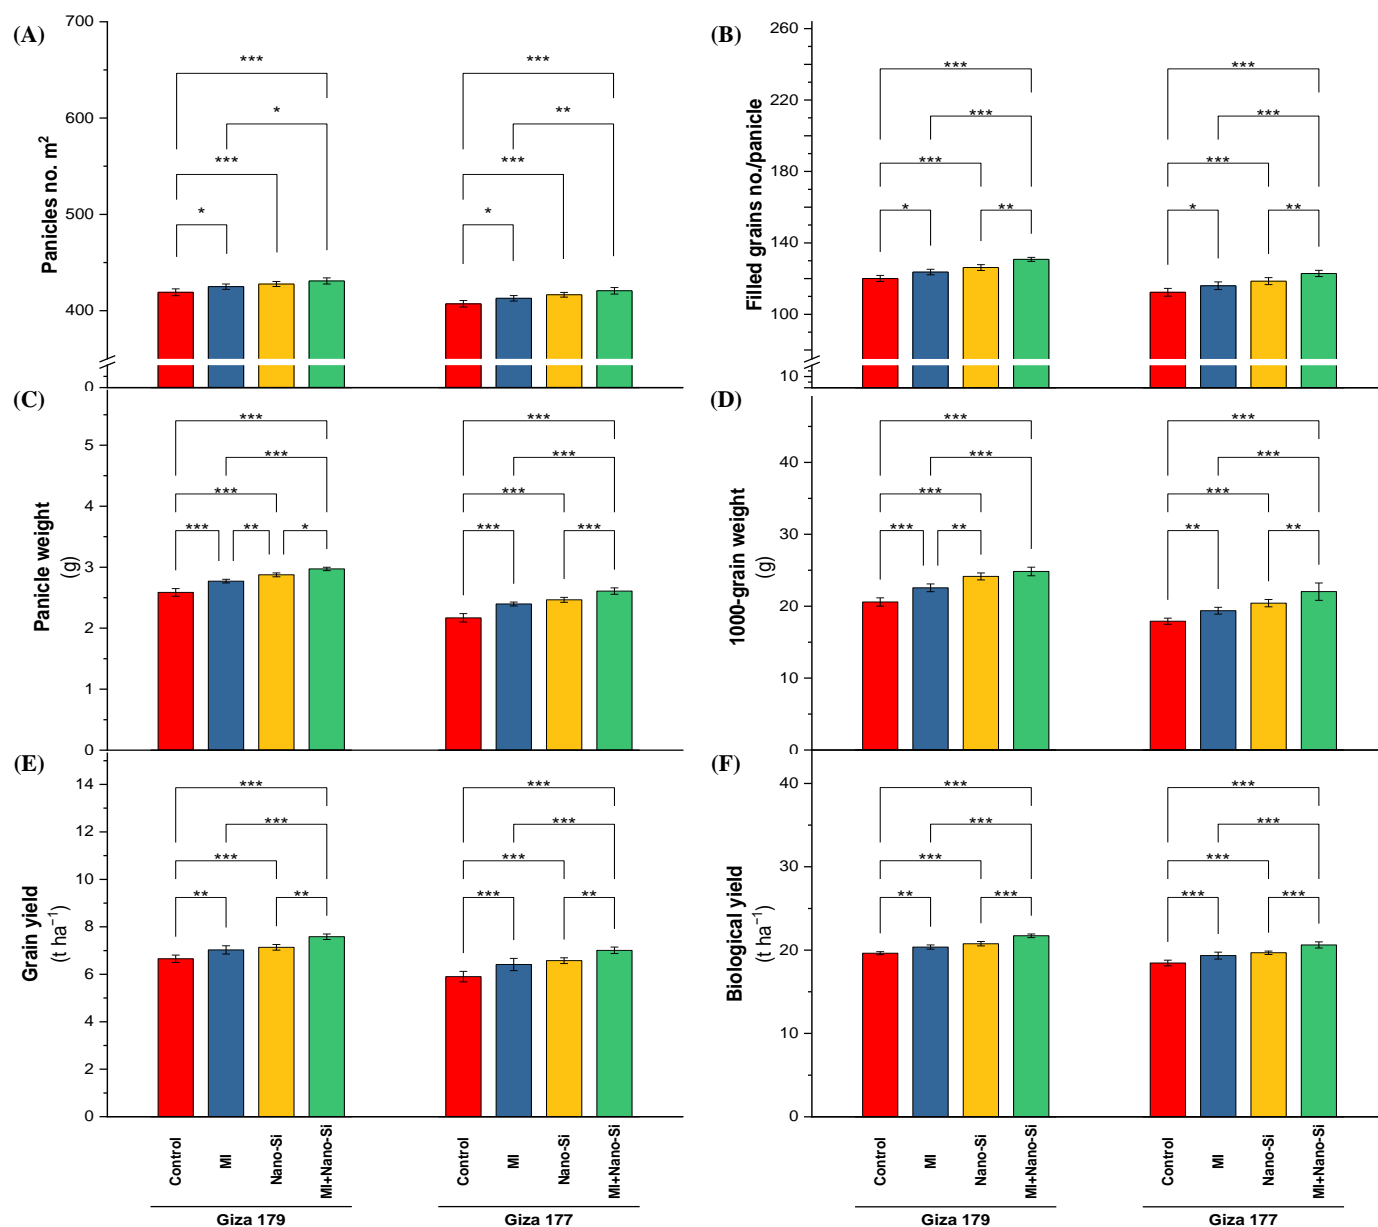 (A)
Panicles no. m²
700
600
500
400
0
***
*
***
*
***
**
***
*
(B)
Filled grains no./panicle
260
220
180
140
100
10
***
***
***
*
**
***
***
***
*
**
(C)
Panicle weight
(g)
5
4
3
2
1
0
***
***
***
***
**
*
***
***
***
***
***
(D)
1000-grain weight
(g)
40
30
20
10
0
***
***
***
***
**
***
***
***
**
**
(E)
Grain yield
(t ha⁻¹)
14
12
10
8
6
4
2
0
***
***
***
**
**
***
***
***
***
**
Control
MI
Nano-Si
MI+Nano-Si
Control
MI
Nano-Si
MI+Nano-Si
Giza 179
Giza 177
(F)
Biological yield
(t ha⁻¹)
40
30
20
10
0
***
***
***
**
***
***
***
***
***
***
Control
MI
Nano-Si
MI+Nano-Si
Control
MI
Nano-Si
MI+Nano-Si
Giza 179
Giza 177